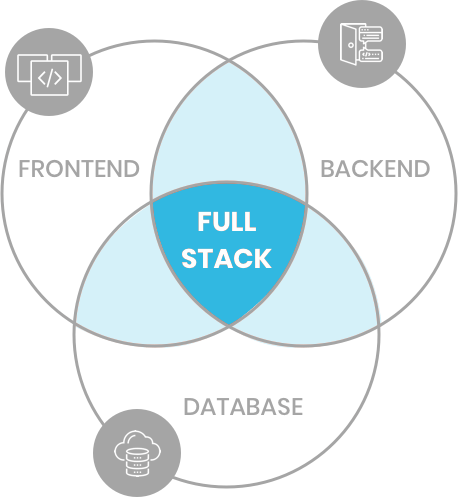 FRONTEND
BACKEND
FULL
STACK
DATABASE